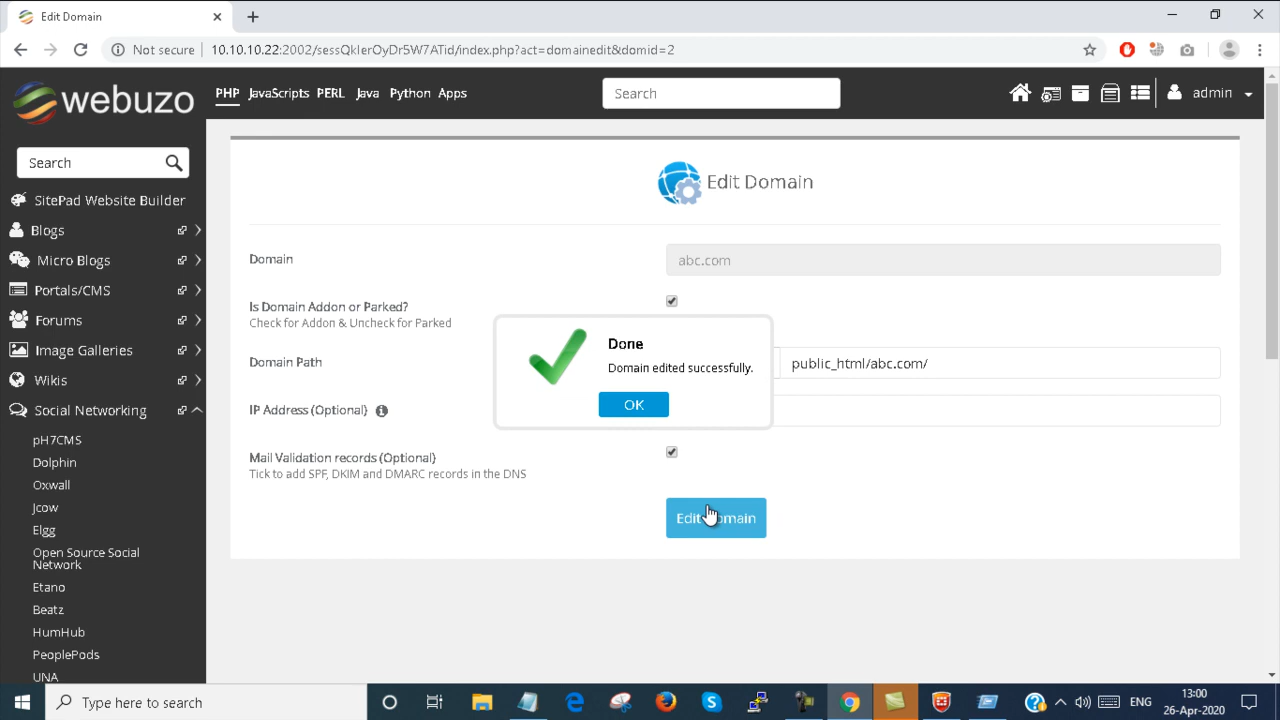 Edit Domain
Not secure
10.10.10.22:2002/sessQkIerOyDr5W7ATid/index.php?act=domainedit&domid=2
webuzo
PHP JavaScripts PERL Java Python Apps
Search
admin
Search
SitePad Website Builder
Blogs
Micro Blogs
Portals/CMS
Forums
Image Galleries
Wikis
Social Networking
pH7CMS
Dolphin
Oxwall
Jcow
Elgg
Open Source Social
Network
Etano
Beatz
HumHub
PeoplePods
UNA
Edit Domain
Domain
abc.com
Is Domain Addon or Parked?
Check for Addon & Uncheck for Parked
Domain Path
public_html/abc.com/
IP Address (Optional)
Mail Validation records (Optional)
Tick to add SPF, DKIM and DMARC records in the DNS
Edit Domain
Done
Domain edited successfully.
OK
Type here to search
ENG
13:00
26-Apr-2020